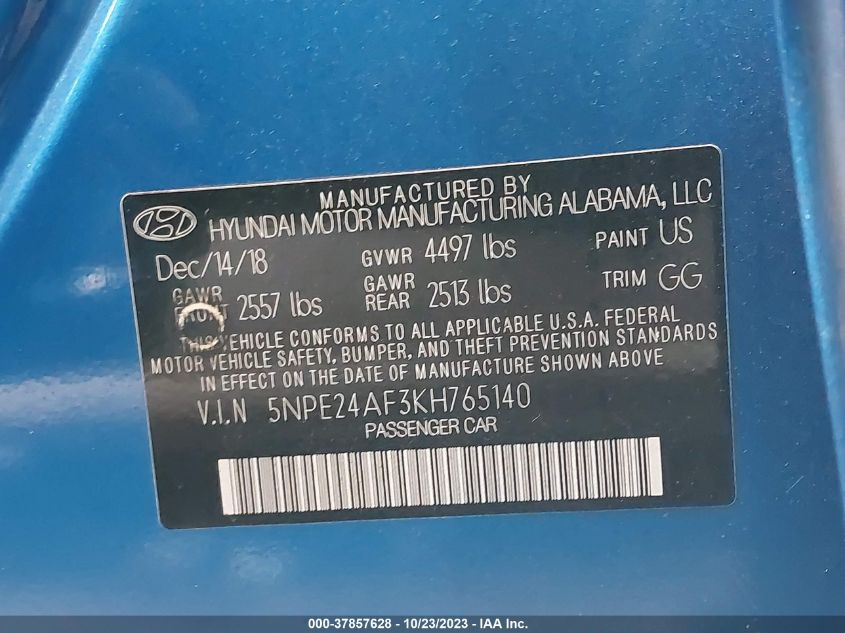 MANUFACTURED BY
HYUNDAI MOTOR MANUFACTURING ALABAMA, LLC
Dec/14/18 GVWR 4497 lbs PAINT US
GAWR FRONT 2557 lbs GAWR REAR 2513 lbs TRIM GG
THIS VEHICLE CONFORMS TO ALL APPLICABLE U.S.A. FEDERAL
MOTOR VEHICLE SAFETY, BUMPER, AND THEFT PREVENTION STANDARDS
IN EFFECT ON THE DATE OF MANUFACTURE SHOWN ABOVE
V.I.N 5NPE24AF3KH765140
PASSENGER CAR
000-37857628 - 10/23/2023 - IAA Inc.